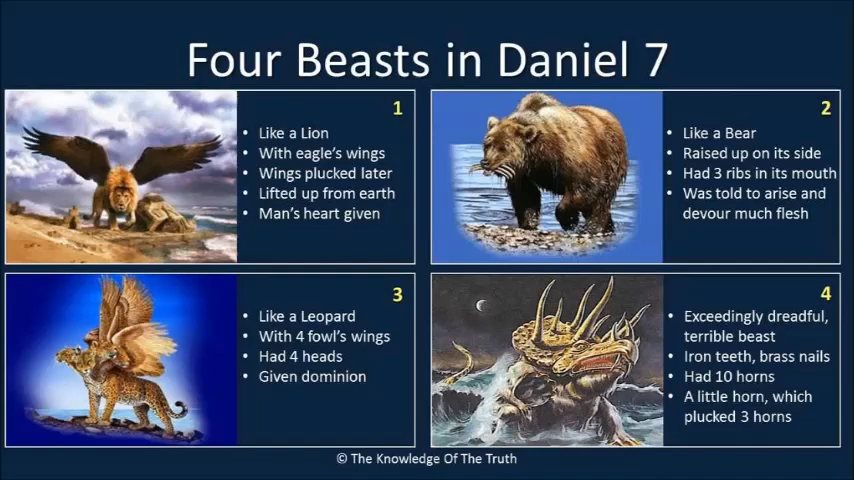 Four Beasts in Daniel 7
1
• Like a Lion
• With eagle's wings
• Wings plucked later
• Lifted up from earth
• Man's heart given
2
• Like a Bear
• Raised up on its side
• Had 3 ribs in its mouth
• Was told to arise and
devour much flesh
3
• Like a Leopard
• With 4 fowl's wings
• Had 4 heads
• Given dominion
4
• Exceedingly dreadful,
terrible beast
• Iron teeth, brass nails
• Had 10 horns
• A little horn, which
plucked 3 horns
© The Knowledge Of The Truth